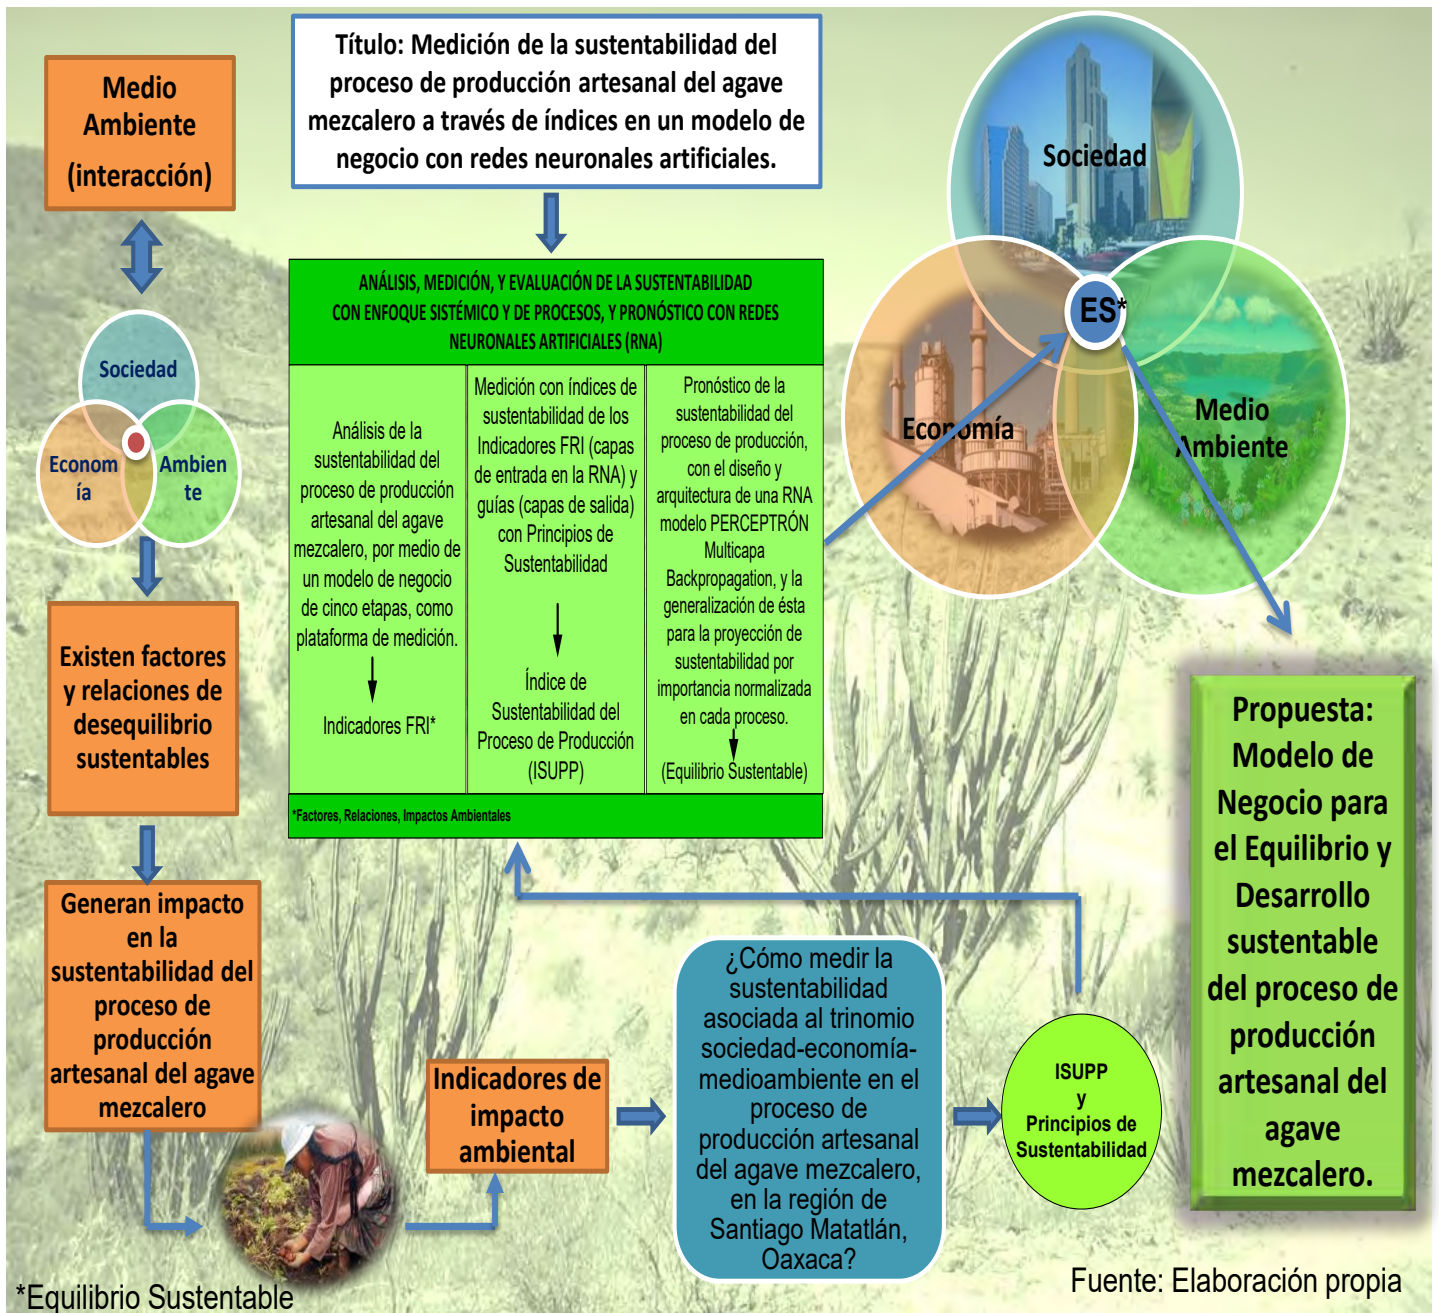 Título: Medición de la sustentabilidad del
proceso de producción artesanal del agave
mezcalero a través de índices en un modelo de
negocio con redes neuronales artificiales.
Medio
Ambiente
(interacción)
Sociedad
Econom
ía
Ambien
te
Existen factores
y relaciones de
desequilibrio
sustentables
Generan impacto
en la
sustentabilidad del
proceso de
producción
artesanal del agave
mezcalero
ANÁLISIS, MEDICIÓN, Y EVALUACIÓN DE LA SUSTENTABILIDAD
CON ENFOQUE SISTÉMICO Y DE PROCESOS, Y PRONÓSTICO CON REDES
NEURONALES ARTIFICIALES (RNA)
Análisis de la
sustentabilidad del
proceso de producción
artesanal del agave
mezcalero, por medio de
un modelo de negocio
de cinco etapas, como
plataforma de medición.
Indicadores FRI*
Medición con índices de
sustentabilidad de los
Indicadores FRI (capas
de entrada en la RNA) y
guías (capas de salida)
con Principios de
Sustentabilidad
Índice de
Sustentabilidad del
Proceso de Producción
(ISUPP)
Pronóstico de la
sustentabilidad del
proceso de producción,
con el diseño y
arquitectura de una RNA
modelo PERCEPTRÓN
Multicapa
Backpropagation, y la
generalización de ésta
para la proyección de
sustentabilidad por
importancia normalizada
en cada proceso.
(Equilibrio Sustentable)
*Factores, Relaciones, Impactos Ambientales
Sociedad
ES*
Economía
Medio
Ambiente
Indicadores de
impacto
ambiental
¿Cómo medir la
sustentabilidad
asociada al trinomio
sociedad-economía-
medioambiente en el
proceso de
producción artesanal
del agave mezcalero,
en la región de
Santiago Matatlán,
Oaxaca?
ISUPP
y
Principios de
Sustentabilidad
Propuesta:
Modelo de
Negocio para
el Equilibrio y
Desarrollo
sustentable
del proceso de
producción
artesanal del
agave
mezcalero.
*Equilibrio Sustentable
Fuente: Elaboración propia